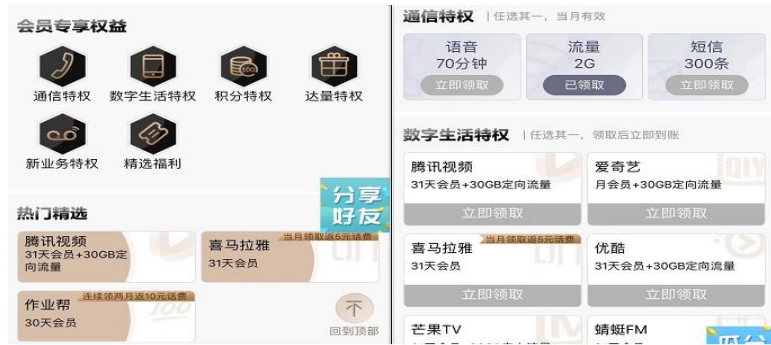 会员专享权益
通信特权
数字生活特权
积分特权
达量特权
新业务特权
精选福利
分享
好友
热门精选
腾讯视频
31天会员+30GB定
向流量
当月领取返5元话费
喜马拉雅
31天会员
连续领两月返10元话费
作业帮
30天会员
回到顶部
通信特权 | 任选其一，当月有效
语音
70分钟
立即领取
流量
2G
已领取
短信
300条
立即领取
数字生活特权 | 任选其一，领取后立即到账
腾讯视频
31天会员+30GB定向流量
立即领取
爱奇艺
月会员+30GB定向流量
立即领取
当月领取返5元话费
喜马拉雅
31天会员
立即领取
优酷
31天会员+30GB定向流量
立即领取
芒果TV
蜻蜓FM